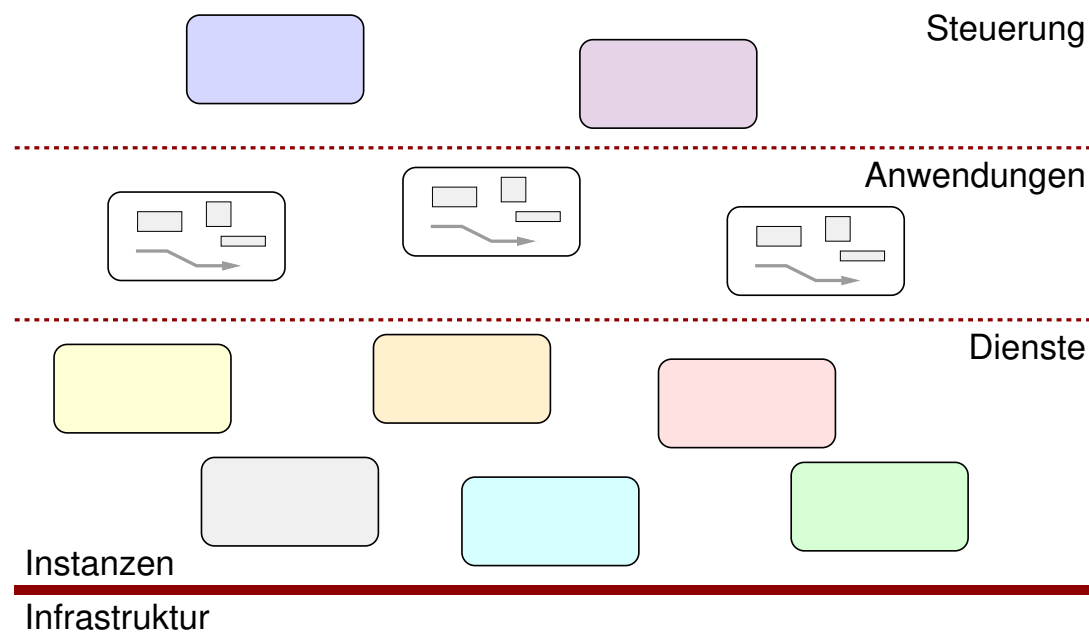 Steuerung
Anwendungen
Dienste
Instanzen
Infrastruktur